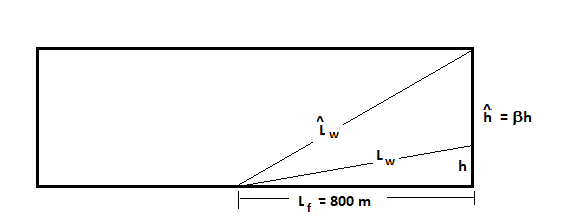 L̂w
ĥ = βh
Lw
h
Lf = 800 m